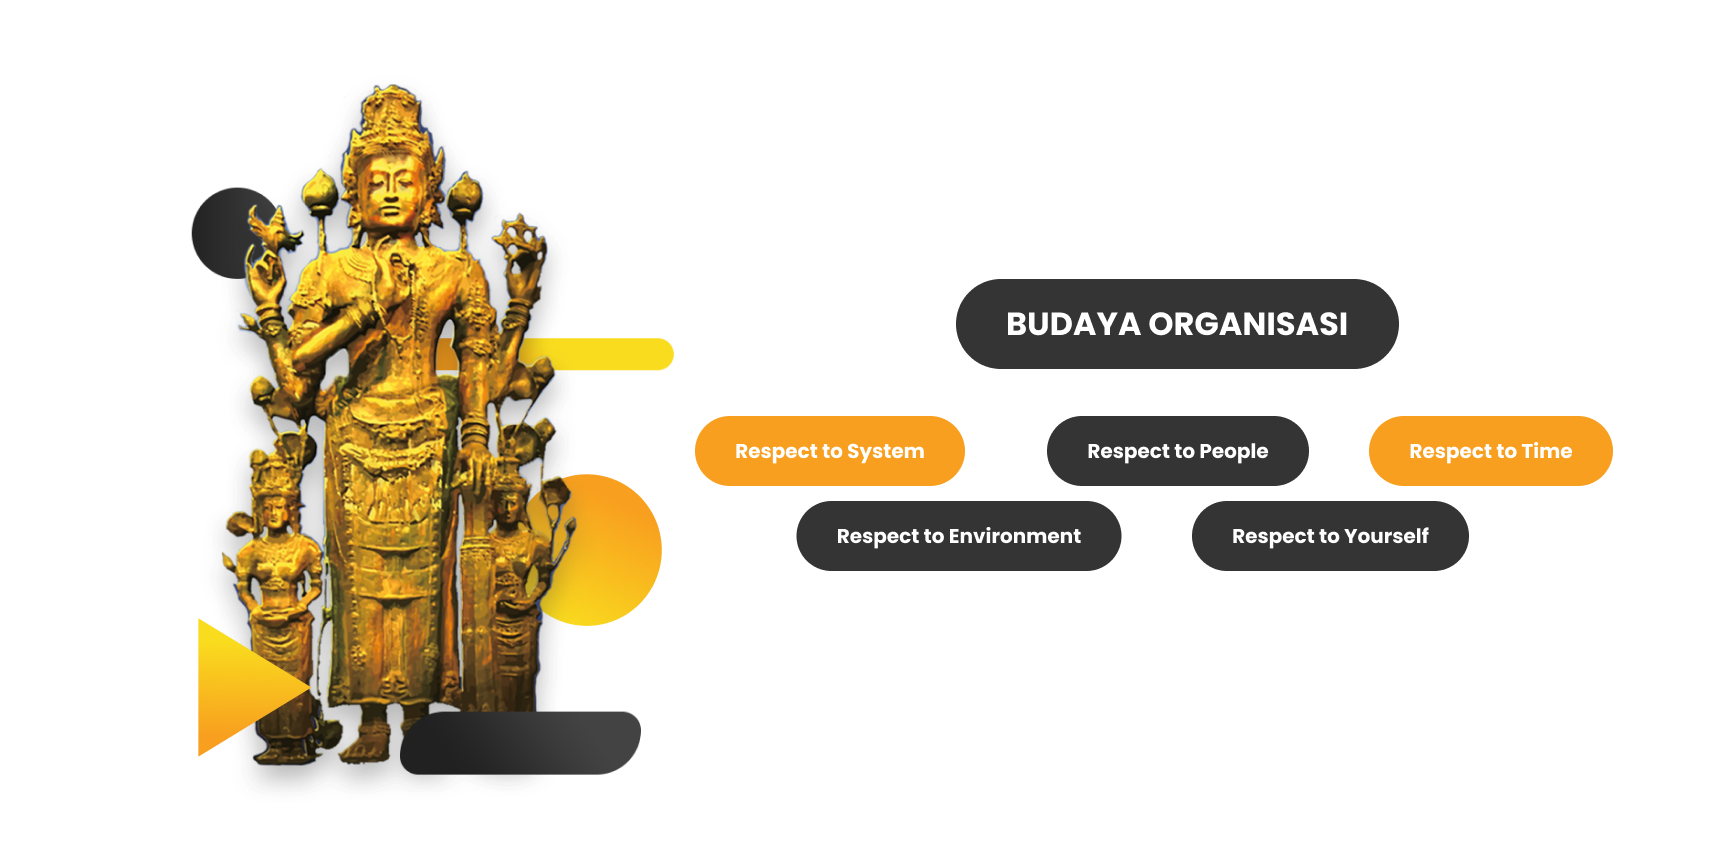 BUDAYA ORGANISASI
Respect to System
Respect to People
Respect to Time
Respect to Environment
Respect to Yourself